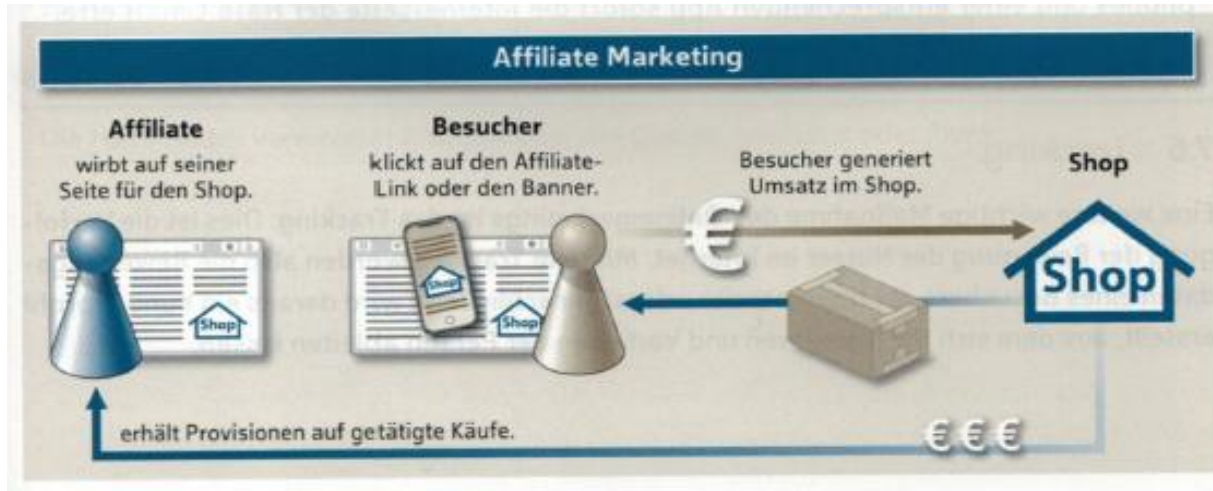 Affiliate Marketing
Affiliate
wirbt auf seiner
Seite für den Shop.
Besucher
klickt auf den Affiliate-
Link oder den Banner.
Besucher generiert
Umsatz im Shop.
Shop
Shop
Shop
Shop
Shop
€
erhält Provisionen auf getätigte Käufe.
€ € €